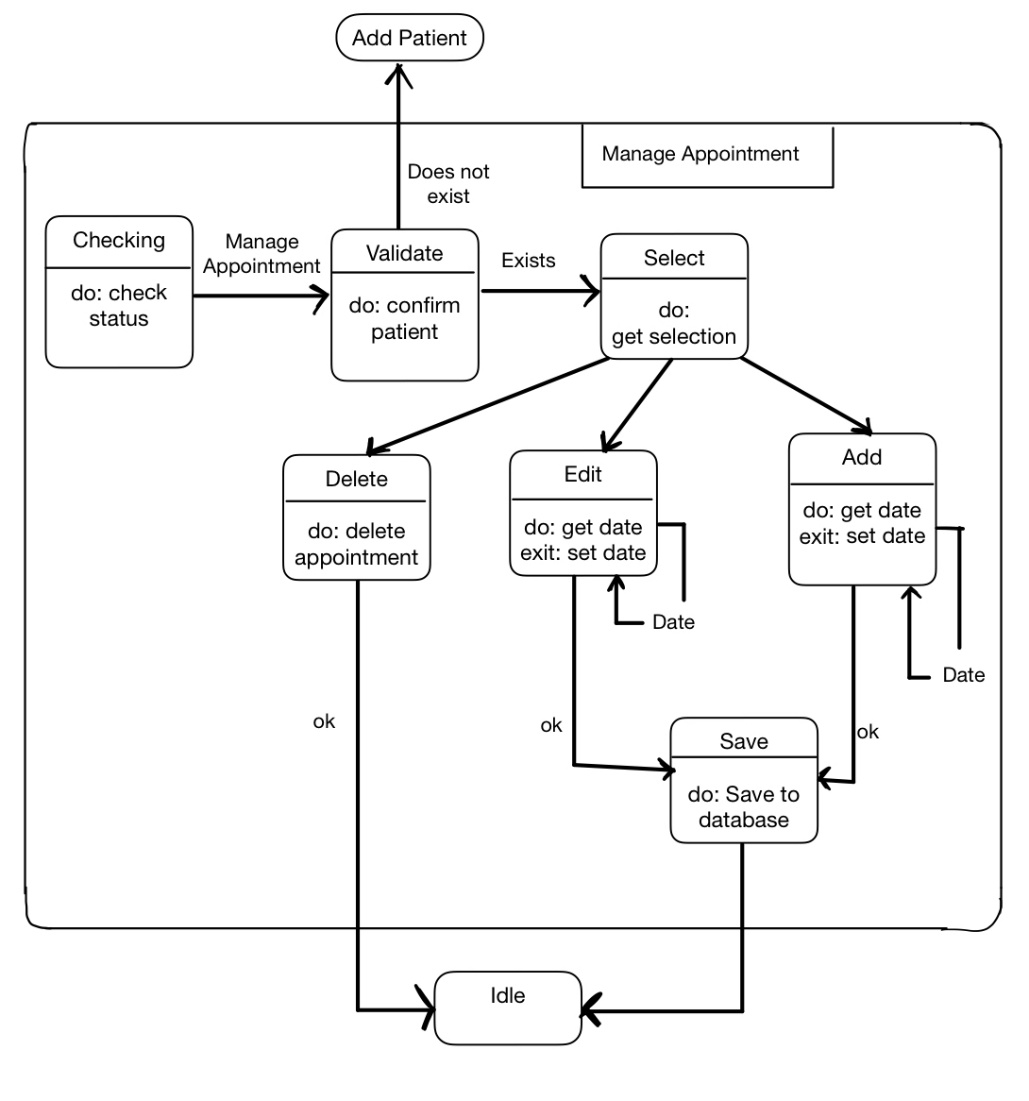 Add Patient
Manage Appointment
Does not
exist
Checking
do: check
status
Manage
Appointment
Validate
do: confirm
patient
Exists
Select
do:
get selection
Delete
do: delete
appointment
Edit
do: get date
exit: set date
Date
Add
do: get date
exit: set date
Date
ok
ok
ok
Save
do: Save to
database
Idle